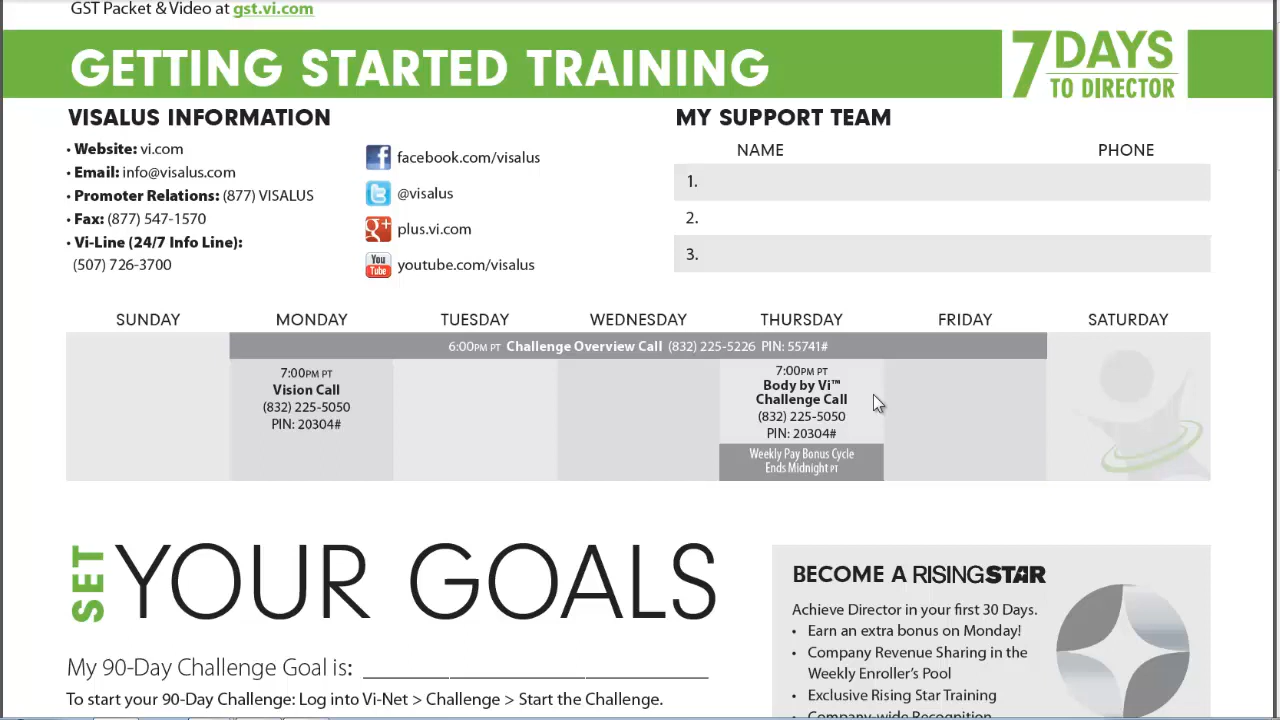 GST Packet & Video at gst.vi.com
GETTING STARTED TRAINING
7 DAYS
TO DIRECTOR
VISALUS INFORMATION
• Website: vi.com
• Email: info@visalus.com
• Promoter Relations: (877) VISALUS
• Fax: (877) 547-1570
• Vi-Line (24/7 Info Line):
(507) 726-3700
f facebook.com/visalus
t @visalus
g+ plus.vi.com
You Tube youtube.com/visalus
MY SUPPORT TEAM
NAME PHONE
1.
2.
3.
SUNDAY MONDAY TUESDAY WEDNESDAY THURSDAY FRIDAY SATURDAY
6:00PM PT Challenge Overview Call (832) 225-5226 PIN: 55741#
7:00PM PT
Vision Call
(832) 225-5050
PIN: 20304#
7:00PM PT
Body by Vi™
Challenge Call
(832) 225-5050
PIN: 20304#
Weekly Pay Bonus Cycle
Ends Midnight PT
SET YOUR GOALS
My 90-Day Challenge Goal is:
To start your 90-Day Challenge: Log into Vi-Net > Challenge > Start the Challenge.
BECOME A RISINGSTAR
Achieve Director in your first 30 Days.
• Earn an extra bonus on Monday!
• Company Revenue Sharing in the
Weekly Enroller's Pool
• Exclusive Rising Star Training
• Company-wide Recognition